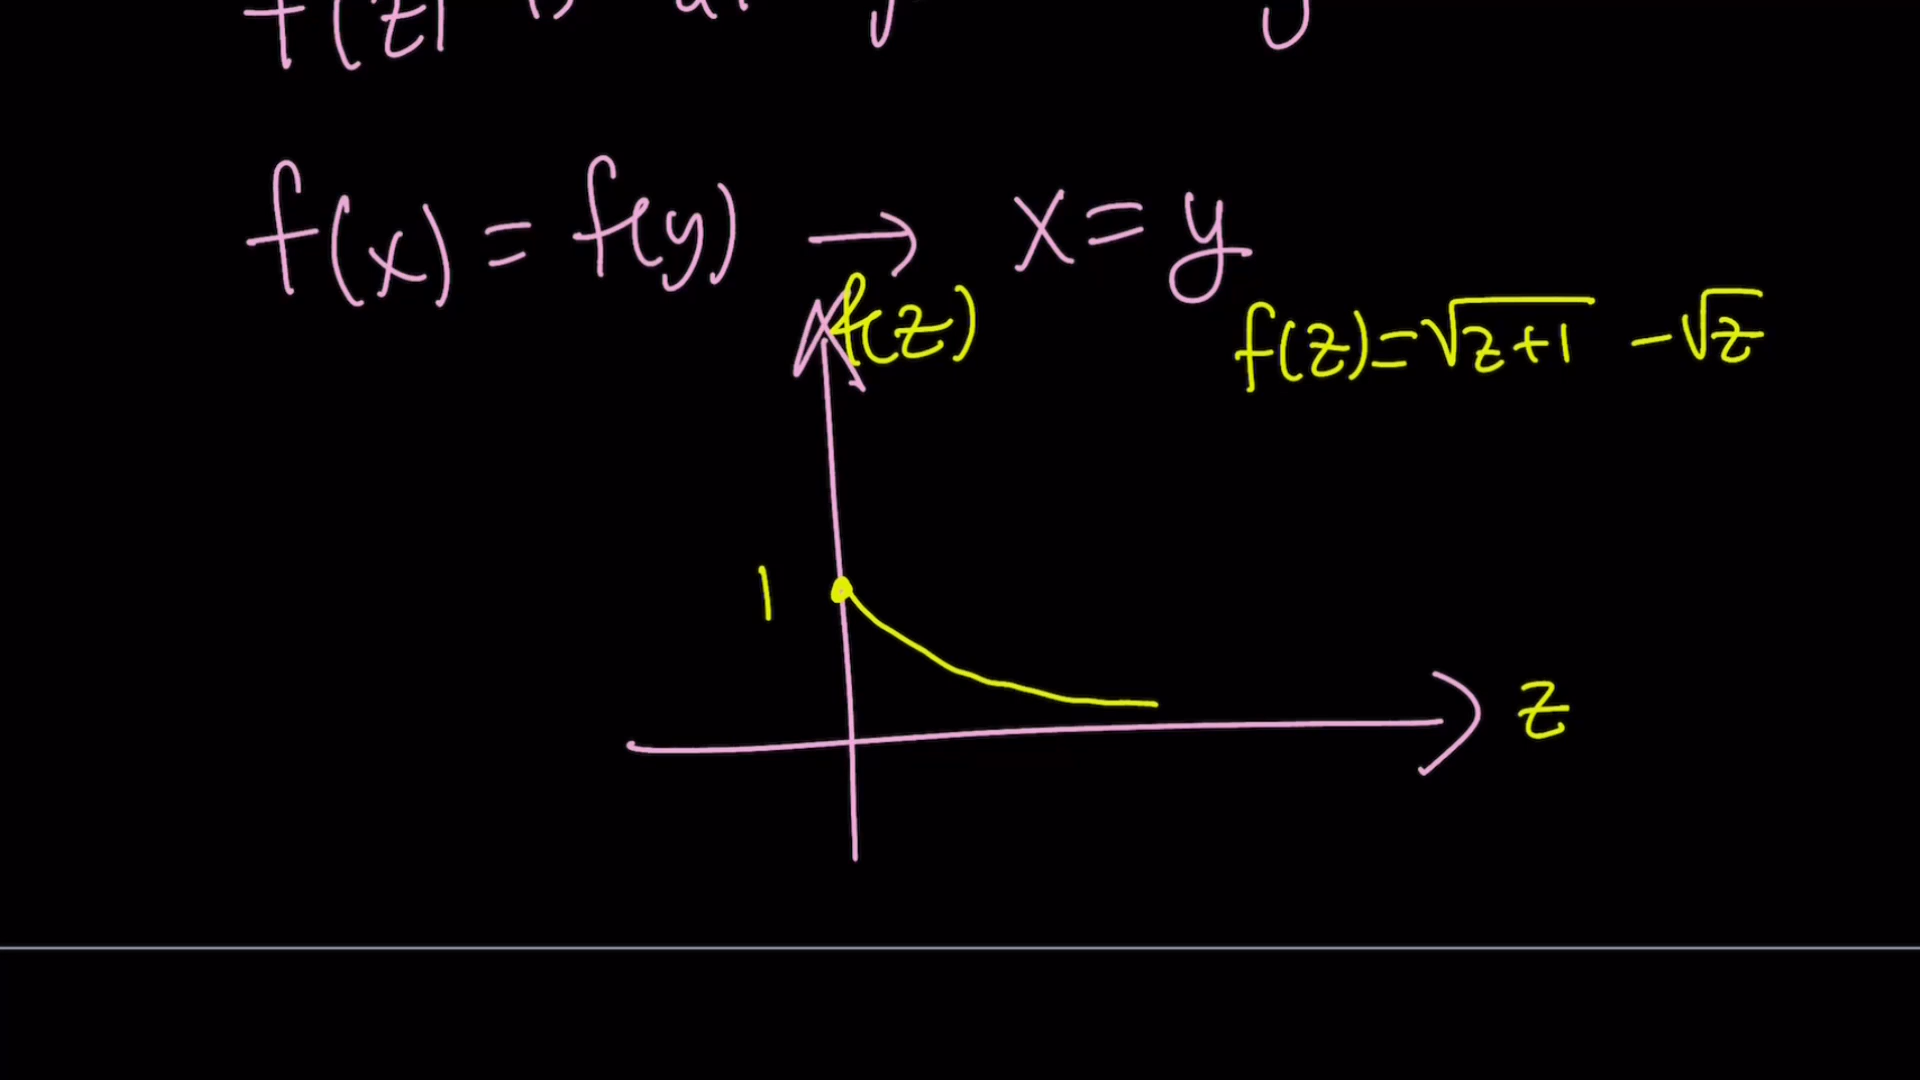 f(z)
f(x) = f(y) → x = y
f(z)
f(z) = √(z+1) - √z
1
z